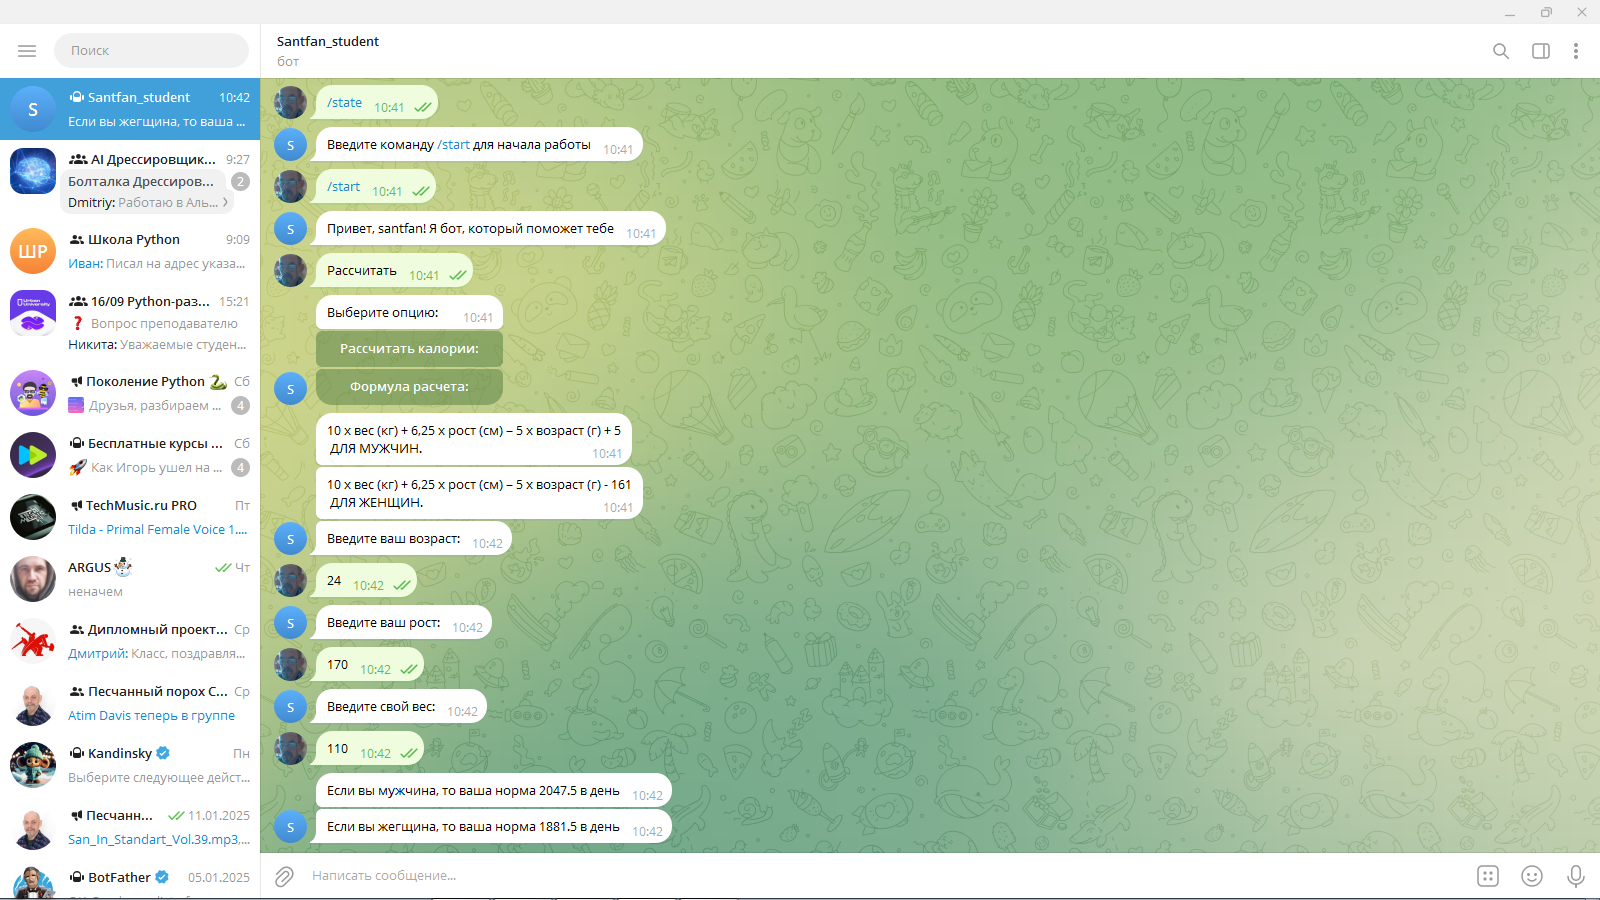 Поиск
Santfan_student
10:42
Если вы жегщина, то ваша ...
S
AI Дрессировщик...
9:27
Болталка Дрессиров...
2
Dmitriy: Работаю в Аль...
ШР
Школа Python
9:09
Иван: Писал на адрес указа...
16/09 Python-раз...
15:21
Вопрос преподавателю
Никита: Уважаемые студен...
Поколение Python
Сб
Друзья, разбираем ...
4
Бесплатные курсы ...
Сб
Как Игорь ушел на ...
4
TechMusic.ru PRO
Пт
Tilda - Primal Female Voice 1....
ARGUS
Чт
неначем
Дипломный проект...
Ср
Дмитрий: Класс, поздравля...
Песчанный порох С...
Ср
Atim Davis теперь в группе
Kandinsky
Пн
Выберите следующее дейст...
Песчанн...
11.01.2025
San_In_Standart_Vol.39.mp3,...
BotFather
05.01.2025
Santfan_student
бот
/state 10:41
S
Введите команду /start для начала работы 10:41
/start 10:41
S
Привет, santfan! Я бот, который поможет тебе 10:41
Рассчитать 10:41
Выберите опцию: 10:41
Рассчитать калории:
Формула расчета:
S
10 x вес (кг) + 6,25 x рост (см) – 5 x возраст (г) + 5
ДЛЯ МУЖЧИН. 10:41
10 x вес (кг) + 6,25 x рост (см) – 5 x возраст (г) - 161
ДЛЯ ЖЕНЩИН. 10:41
S
Введите ваш возраст: 10:42
24 10:42
S
Введите ваш рост: 10:42
170 10:42
S
Введите свой вес: 10:42
110 10:42
Если вы мужчина, то ваша норма 2047.5 в день 10:42
S
Если вы жегщина, то ваша норма 1881.5 в день 10:42
Написать сообщение...